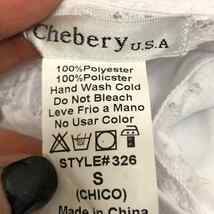 Chebery U.S.A
100%Polyester
100%Policster
Hand Wash Cold
Do Not Bleach
Leve Frio a Mano
No Usar Color
STYLE#326
S
(CHICO)
Made in China